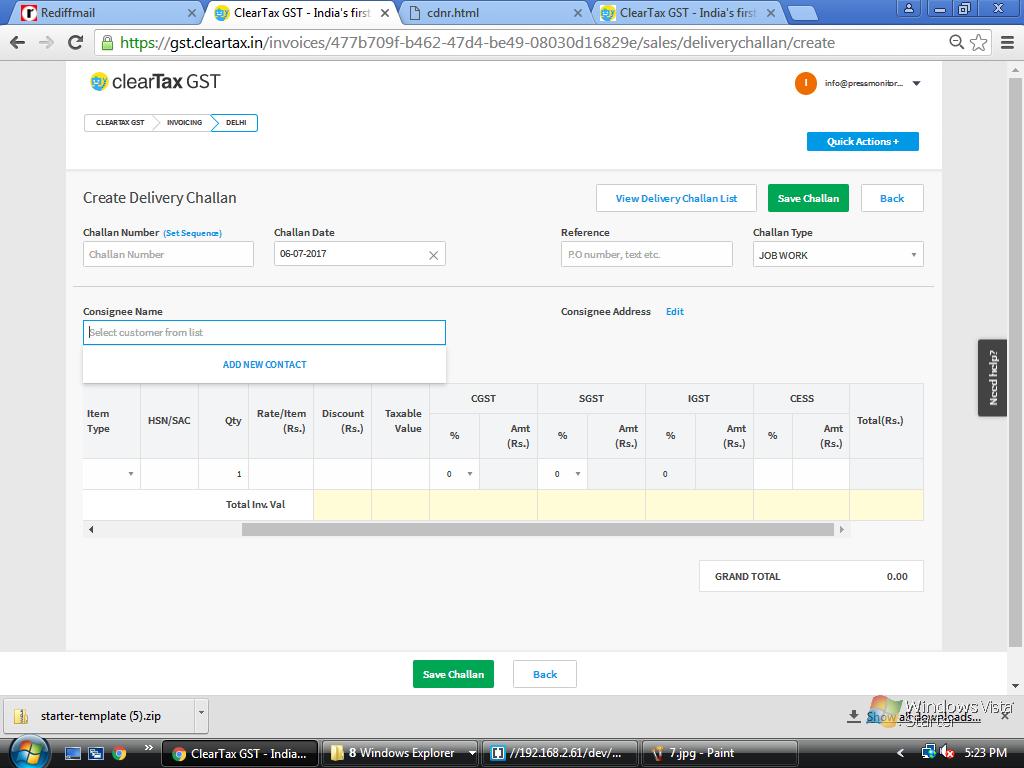 Rediffmail
ClearTax GST - India's first
cdnr.html
ClearTax GST - India's first
https://gst.cleartax.in/invoices/477b709f-b462-47d4-be49-08030d16829e/sales/deliverychallan/create
clearTax GST
I
info@pressmonitor...
CLEARTAX GST
INVOICING
DELHI
Quick Actions +
Create Delivery Challan
View Delivery Challan List
Save Challan
Back
Challan Number (Set Sequence)
Challan Date
Reference
Challan Type
Challan Number
06-07-2017
P.O number, text etc.
JOB WORK
Consignee Name
Consignee Address Edit
Select customer from list
ADD NEW CONTACT
Need help?
Item Type
HSN/SAC
Qty
Rate/Item (Rs.)
Discount (Rs.)
Taxable Value
CGST
SGST
IGST
CESS
Total(Rs.)
%
Amt (Rs.)
%
Amt (Rs.)
%
Amt (Rs.)
%
Amt (Rs.)
1
0
0
0
Total Inv. Val
GRAND TOTAL
0.00
Save Challan
Back
starter-template (5).zip
Show all downloads...
Windows Vista
Starter
ClearTax GST - India...
8 Windows Explorer
//192.168.2.61/dev/...
7.jpg - Paint
5:23 PM